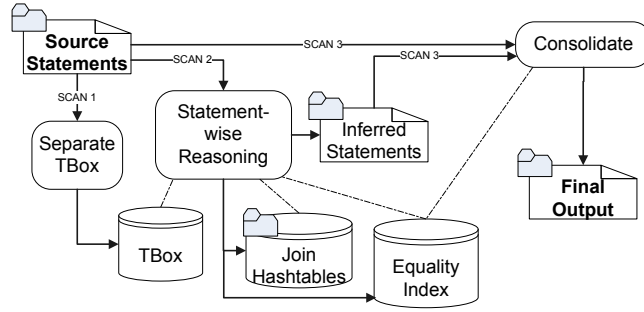 Source
Statements
SCAN 3
Consolidate
SCAN 2
SCAN 3
SCAN 1
Statement-
wise
Reasoning
Inferred
Statements
Separate
TBox
Final
Output
TBox
Join
Hashtables
Equality
Index